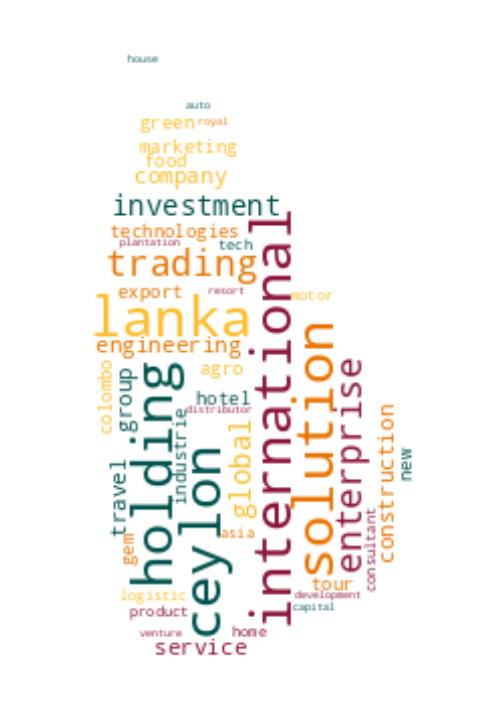 house
auto
green
royal
marketing
food
company
investment
technologies
plantation
tech
trading
export
resort
motor
lanka
engineering
international
solution
agro
colombo
.group
holding
hotel
distributor
industrie
global
ceylon
enterprise
construction
new
travel
gem
asia
consultant
tour
logistic
development
product
capital
venture
home
service